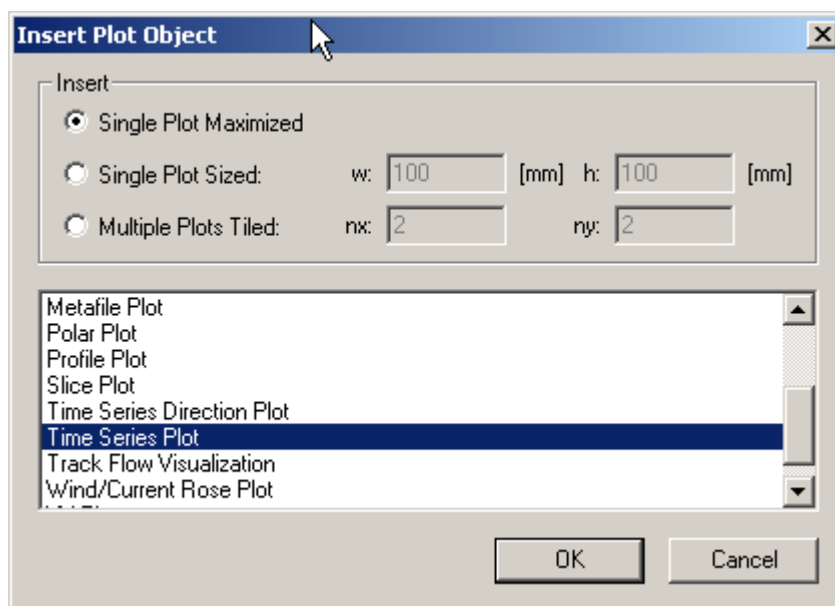 Insert Plot Object
Insert
Single Plot Maximized
Single Plot Sized: w: 100 [mm] h: 100 [mm]
Multiple Plots Tiled: nx: 2 ny: 2
Metafile Plot
Polar Plot
Profile Plot
Slice Plot
Time Series Direction Plot
Time Series Plot
Track Flow Visualization
Wind/Current Rose Plot
OK Cancel